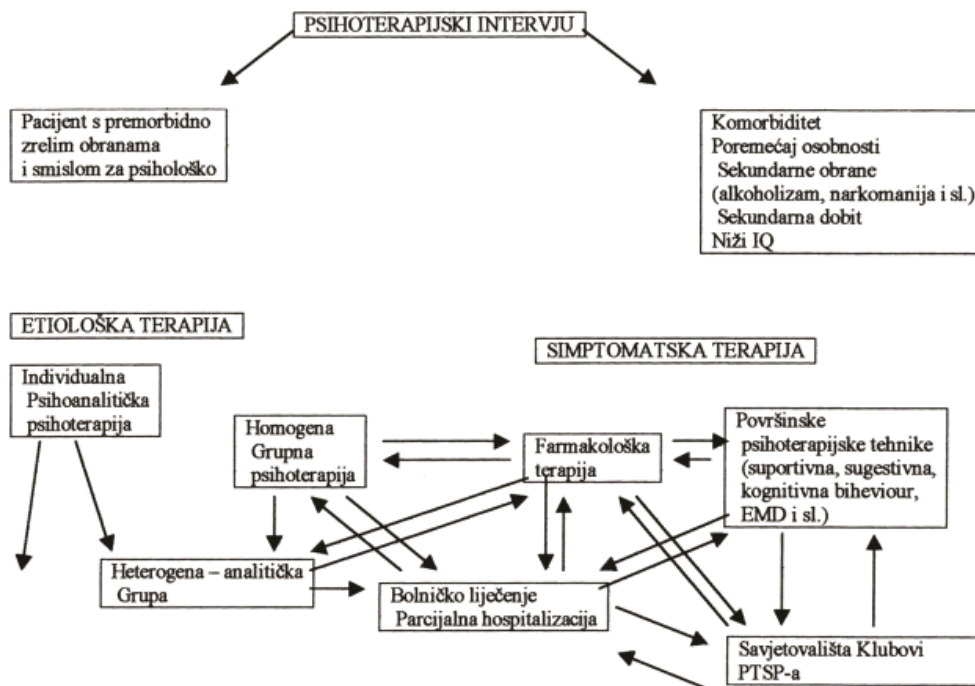 PSIHOTERAPIJSKI INTERVJU
Pacijent s premorbidno
zrelim obranama
i smislom za psihološko
Komorbiditet
Poremećaj osobnosti
Sekundarne obrane
(alkoholizam, narkomanija i sl.)
Sekundarna dobit
Niži IQ
ETIOLOŠKA TERAPIJA
SIMPTOMATSKA TERAPIJA
Individualna
Psihoanalitička
psihoterapija
Homogena
Grupna
psihoterapija
Farmakološka
terapija
Površinske
psihoterapijske tehnike
(suportivna, sugestivna,
kognitivna biheviour,
EMD i sl.)
Heterogena – analitička
Grupa
Bolničko liječenje
Parcijalna hospitalizacija
Savjetovališta Klubovi
PTSP-a